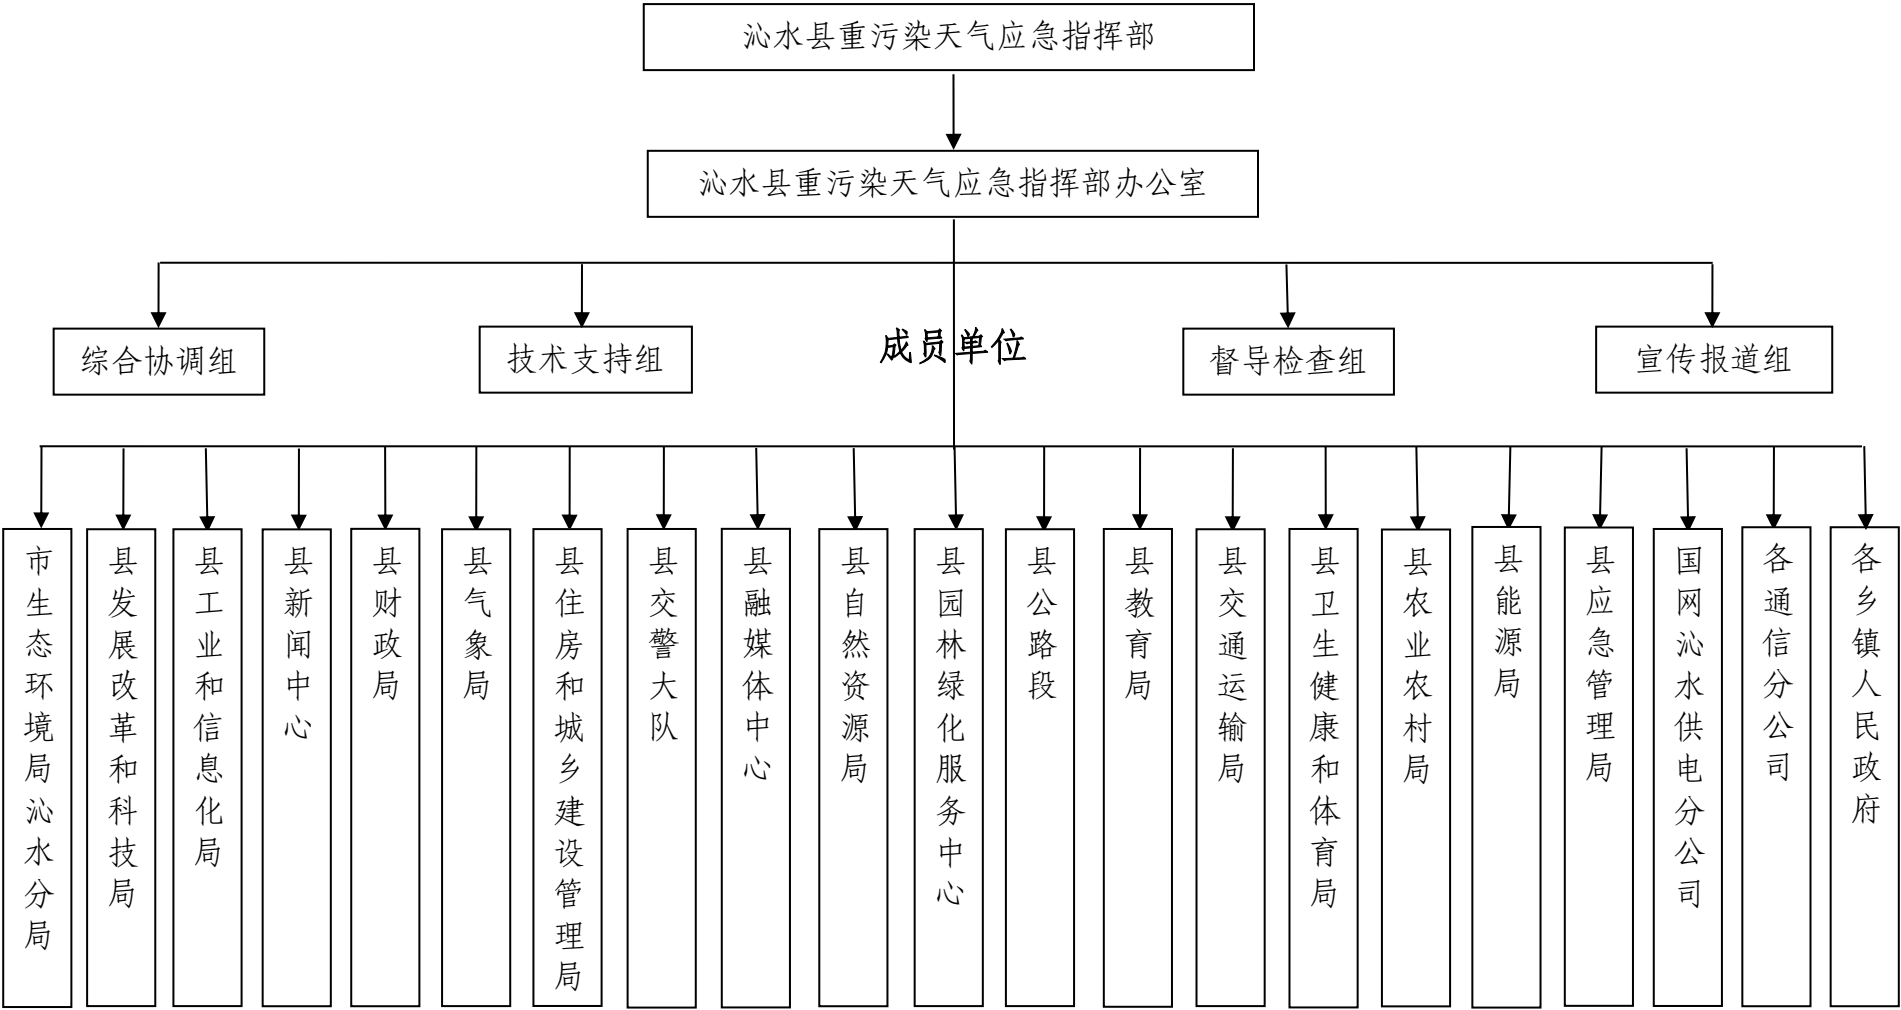 沁水县重污染天气应急指挥部
沁水县重污染天气应急指挥部办公室
综合协调组
技术支持组
成员单位
督导检查组
宣传报道组
市生态环境局沁水分局
县发展改革和科技局
县工业和信息化局
县新闻中心
县财政局
县气象局
县住房和城乡建设管理局
县交警大队
县融媒体中心
县自然资源局
县园林绿化服务中心
县公路段
县教育局
县交通运输局
县卫生健康和体育局
县农业农村局
县能源局
县应急管理局
国网沁水供电分公司
各通信分公司
各乡镇人民政府